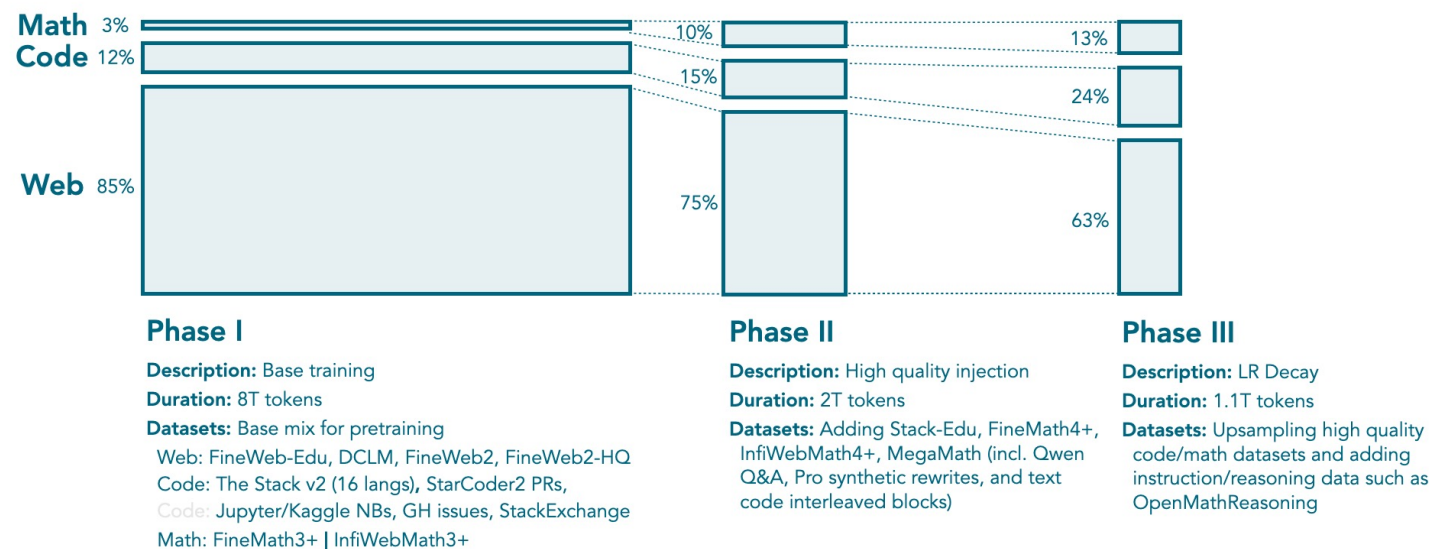 Math 3%
Code 12%
Web 85%
10%
15%
75%
13%
24%
63%
Phase I
Description: Base training
Duration: 8T tokens
Datasets: Base mix for pretraining
Web: FineWeb-Edu, DCLM, FineWeb2, FineWeb2-HQ
Code: The Stack v2 (16 langs), StarCoder2 PRs,
Code: Jupyter/Kaggle NBs, GH issues, StackExchange
Math: FineMath3+ | InfiWebMath3+
Phase II
Description: High quality injection
Duration: 2T tokens
Datasets: Adding Stack-Edu, FineMath4+,
InfiWebMath4+, MegaMath (incl. Qwen
Q&A, Pro synthetic rewrites, and text
code interleaved blocks)
Phase III
Description: LR Decay
Duration: 1.1T tokens
Datasets: Upsampling high quality
code/math datasets and adding
instruction/reasoning data such as
OpenMathReasoning